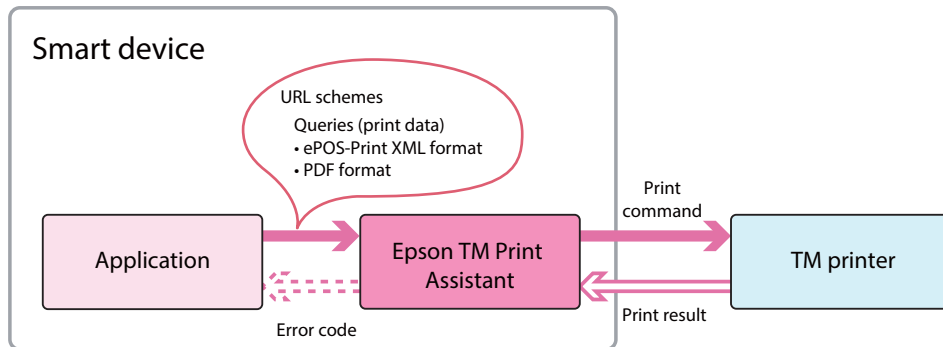 Smart device
URL schemes
Queries (print data)
• ePOS-Print XML format
• PDF format
Print
command
Application
Epson TM Print
Assistant
TM printer
Error code
Print result